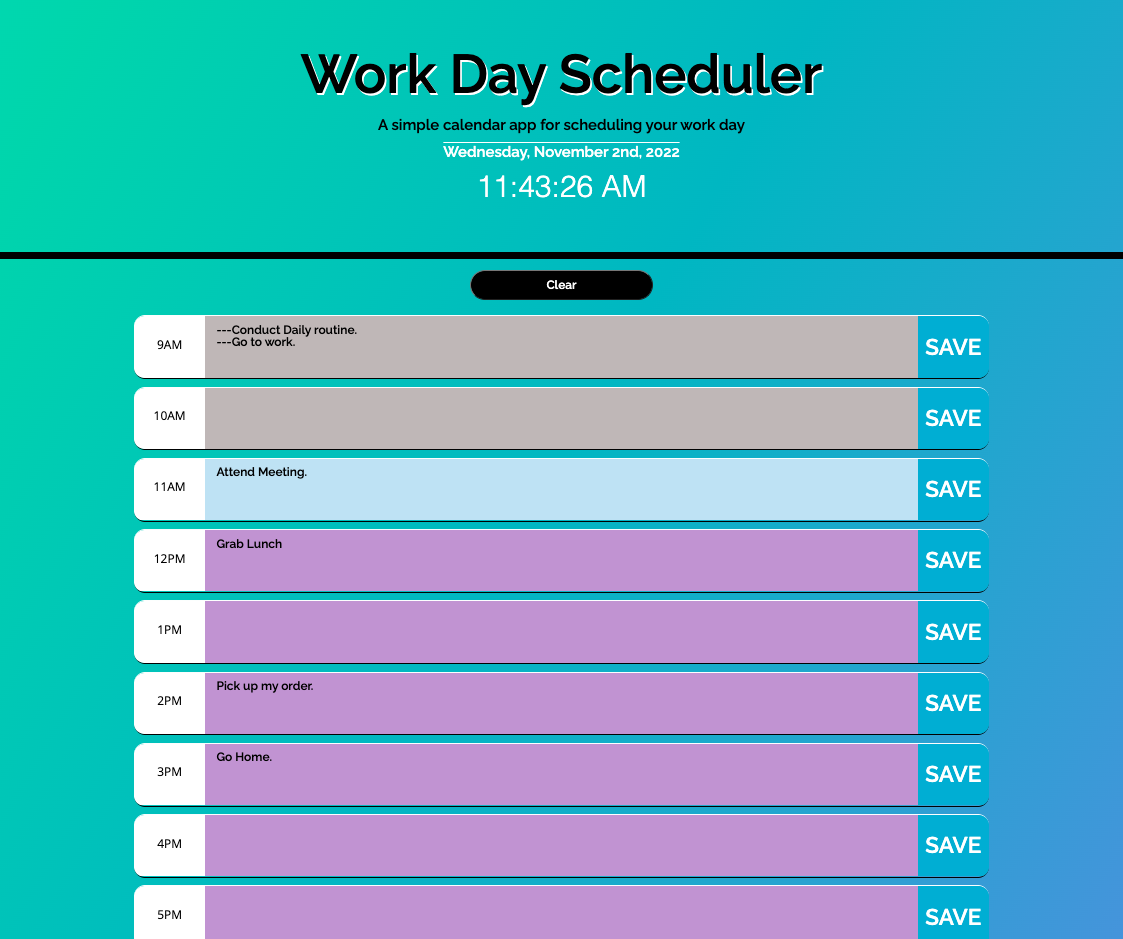 Work Day Scheduler
A simple calendar app for scheduling your work day
Wednesday, November 2nd, 2022
11:43:26 AM
Clear
9AM
---Conduct Daily routine.
---Go to work.
SAVE
10AM
SAVE
11AM
Attend Meeting.
SAVE
12PM
Grab Lunch
SAVE
1PM
SAVE
2PM
Pick up my order.
SAVE
3PM
Go Home.
SAVE
4PM
SAVE
5PM
SAVE